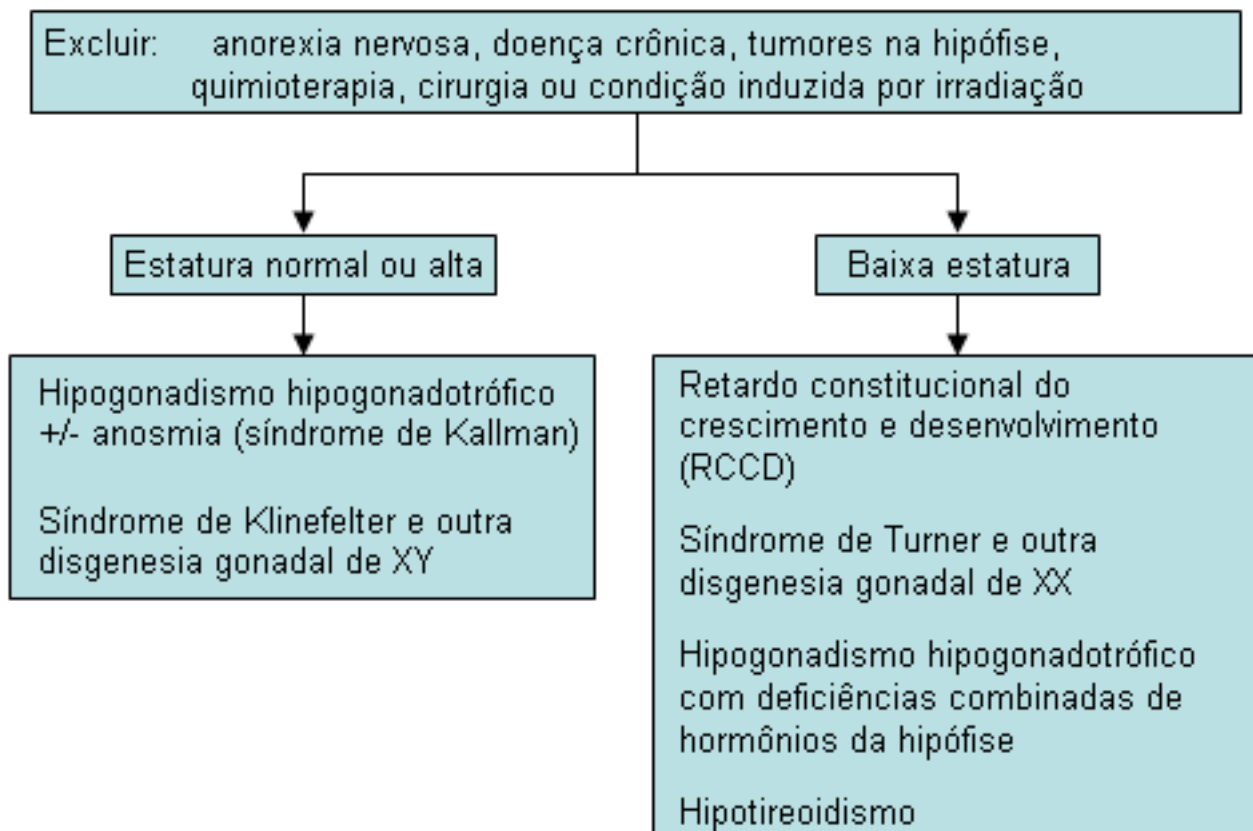 Excluir: anorexia nervosa, doença crônica, tumores na hipófise,
quimioterapia, cirurgia ou condição induzida por irradiação
Estatura normal ou alta
Baixa estatura
Hipogonadismo hipogonadotrófico
+/- anosmia (síndrome de Kallman)
Síndrome de Klinefelter e outra
disgenesia gonadal de XY
Retardo constitucional do
crescimento e desenvolvimento
(RCCD)
Síndrome de Turner e outra
disgenesia gonadal de XX
Hipogonadismo hipogonadotrófico
com deficiências combinadas de
hormônios da hipófise
Hipotireoidismo